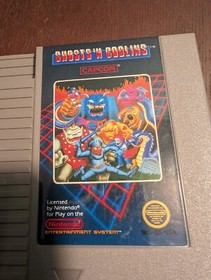 GHOSTS 'N GOBLINS
CAPCOM
Licensed
by Nintendo®
for Play on the
Nintendo
ENTERTAINMENT SYSTEM